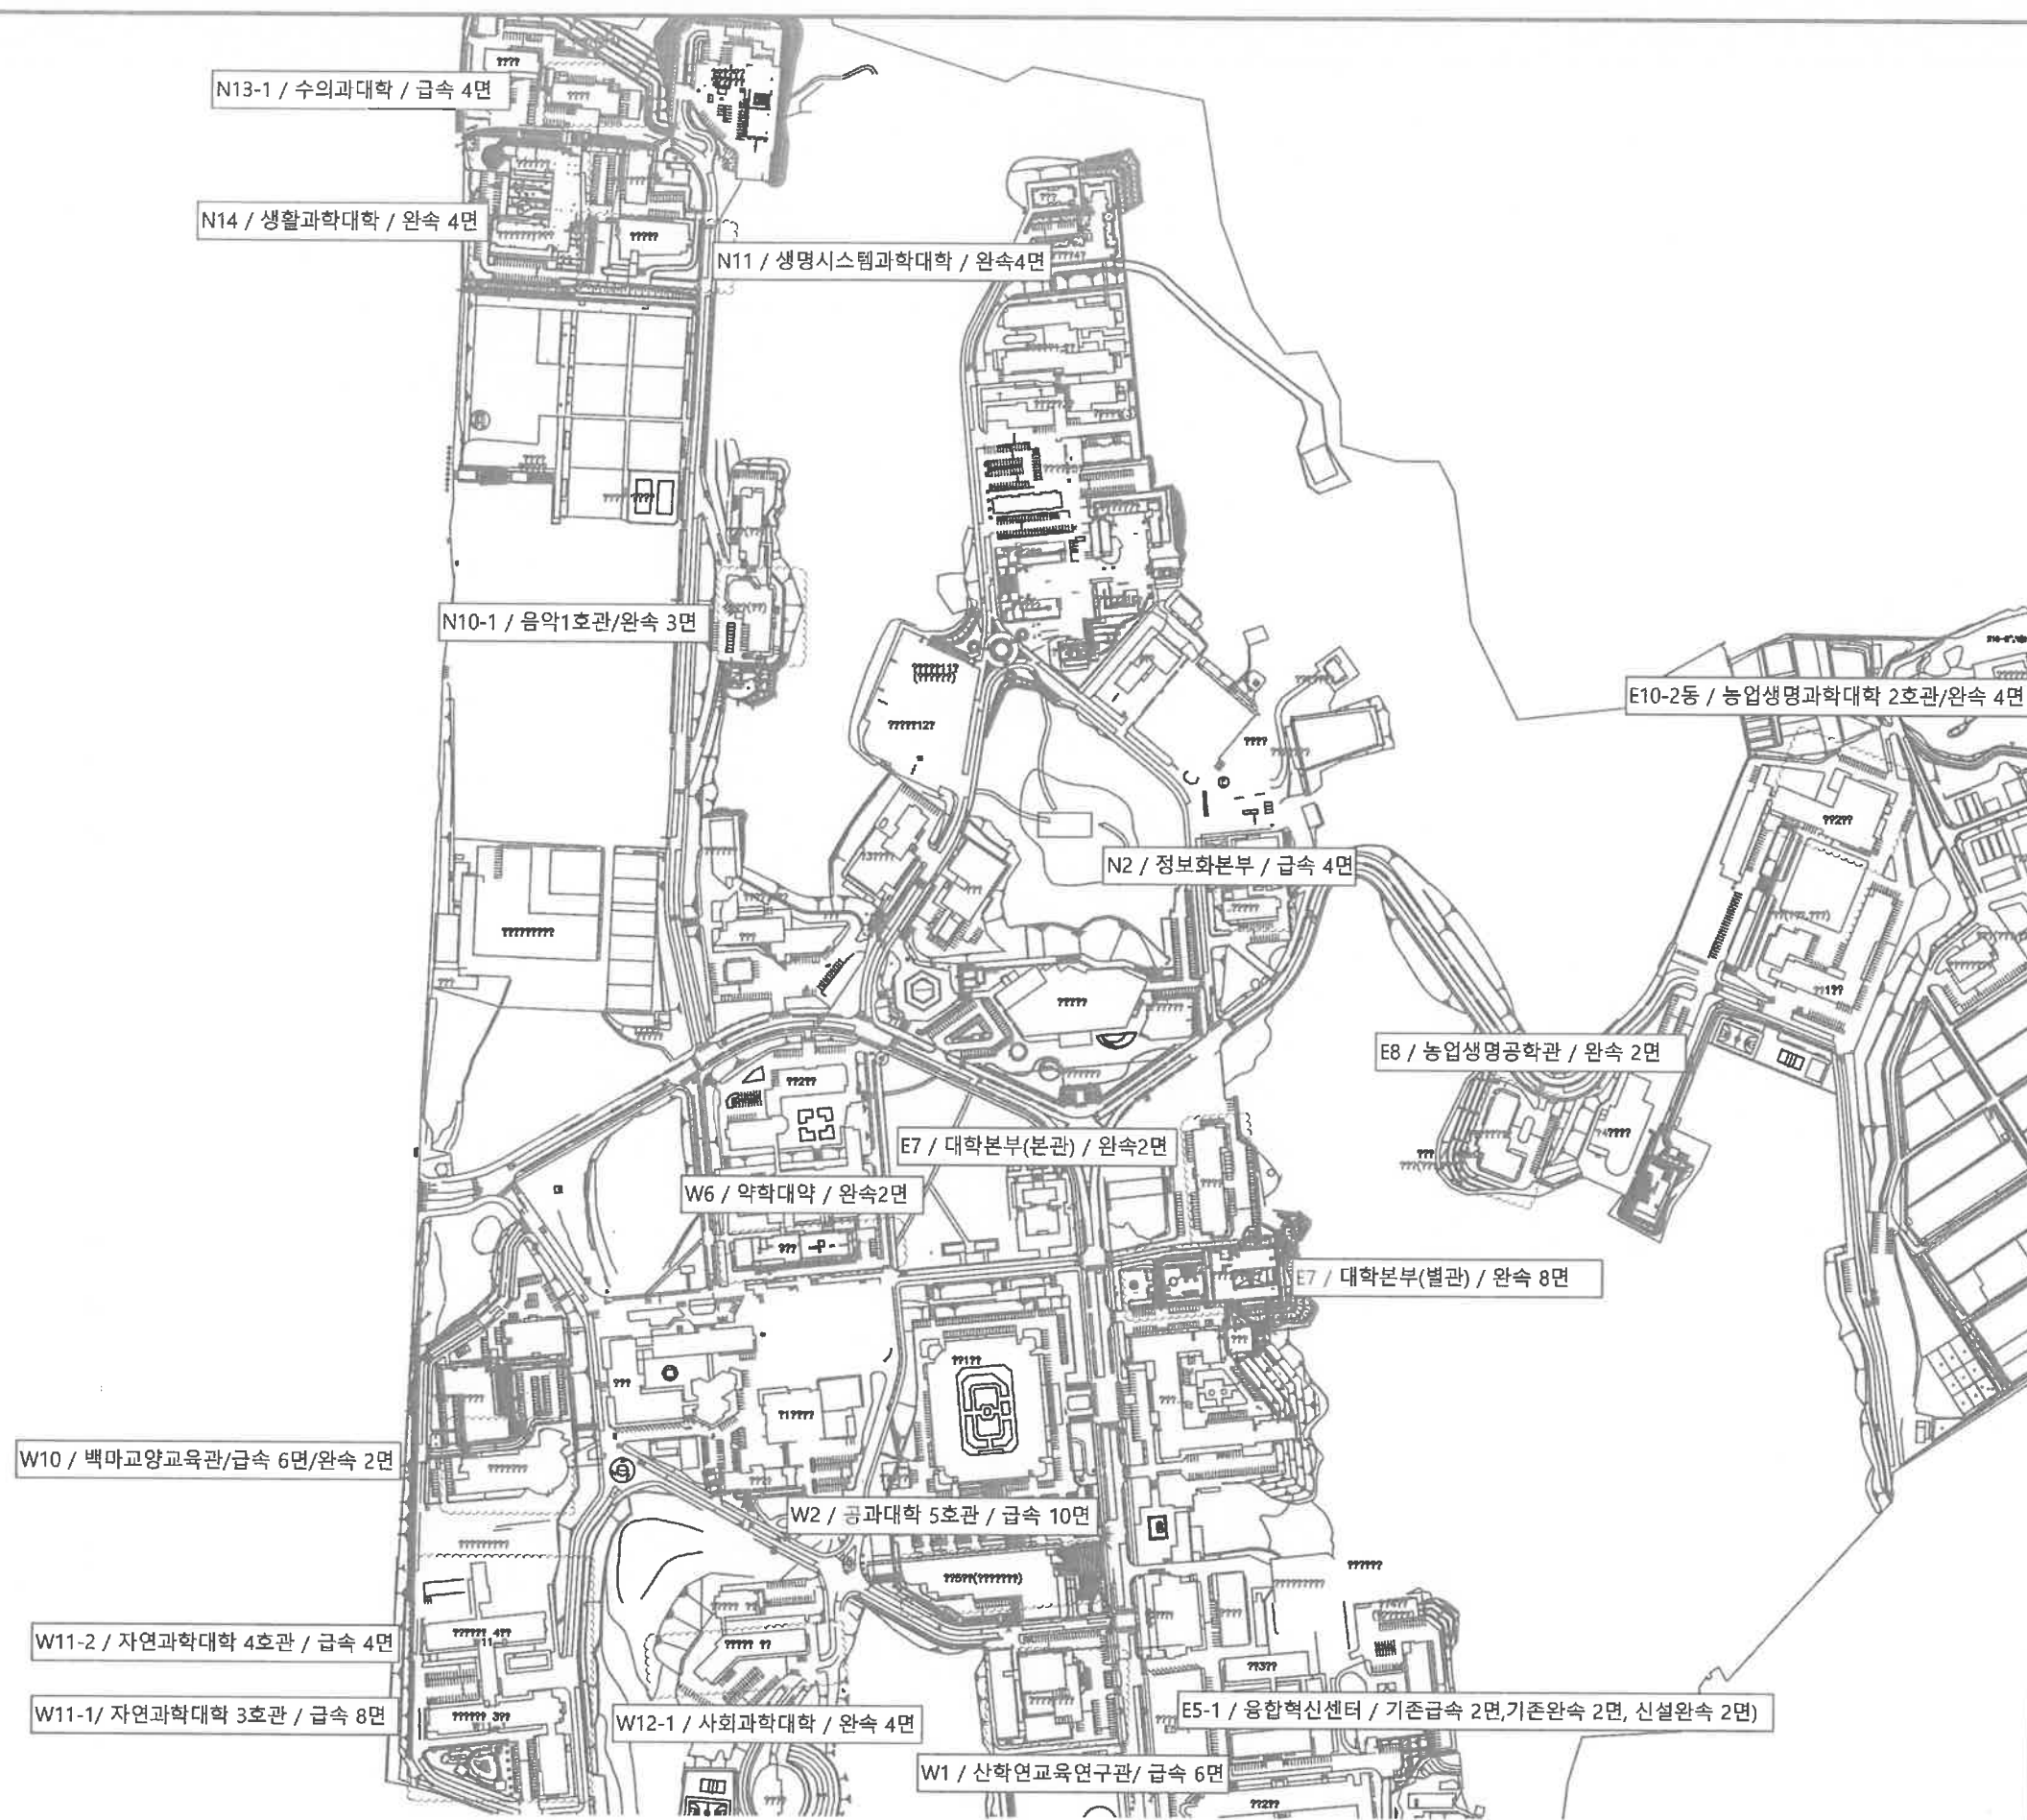 N13-1 / 수의과대학 / 급속 4면
N14 / 생활과학대학 / 완속 4면
N11 / 생명시스템과학대학 / 완속4면
N10-1 / 음악1호관/완속 3면
E10-2동 / 농업생명과학대학 2호관/완속 4면
?????12?
N2 / 정보화본부 / 급속 4면
??2??
?????????
?????
??1??
E8 / 농업생명공학관 / 완속 2면
??2??
E7 / 대학본부(본관) / 완속2면
W6 / 약학대약 / 완속2면
???
E7 / 대학본부(별관) / 완속 8면
??1??
???
?1????
W10 / 백마교양교육관/급속 6면/완속 2면
W2 / 공과대학 5호관 / 급속 10면
??????
??5??(???????)
W11-2 / 자연과학대학 4호관 / 급속 4면
?????? 4??
????? ??
??3??
W11-1/ 자연과학대학 3호관 / 급속 8면
?????? 3??
W12-1 / 사회과학대학 / 완속 4면
E5-1 / 융합혁신센터 / 기존급속 2면,기존완속 2면, 신설완속 2면)
W1 / 산학연교육연구관/ 급속 6면
??2??